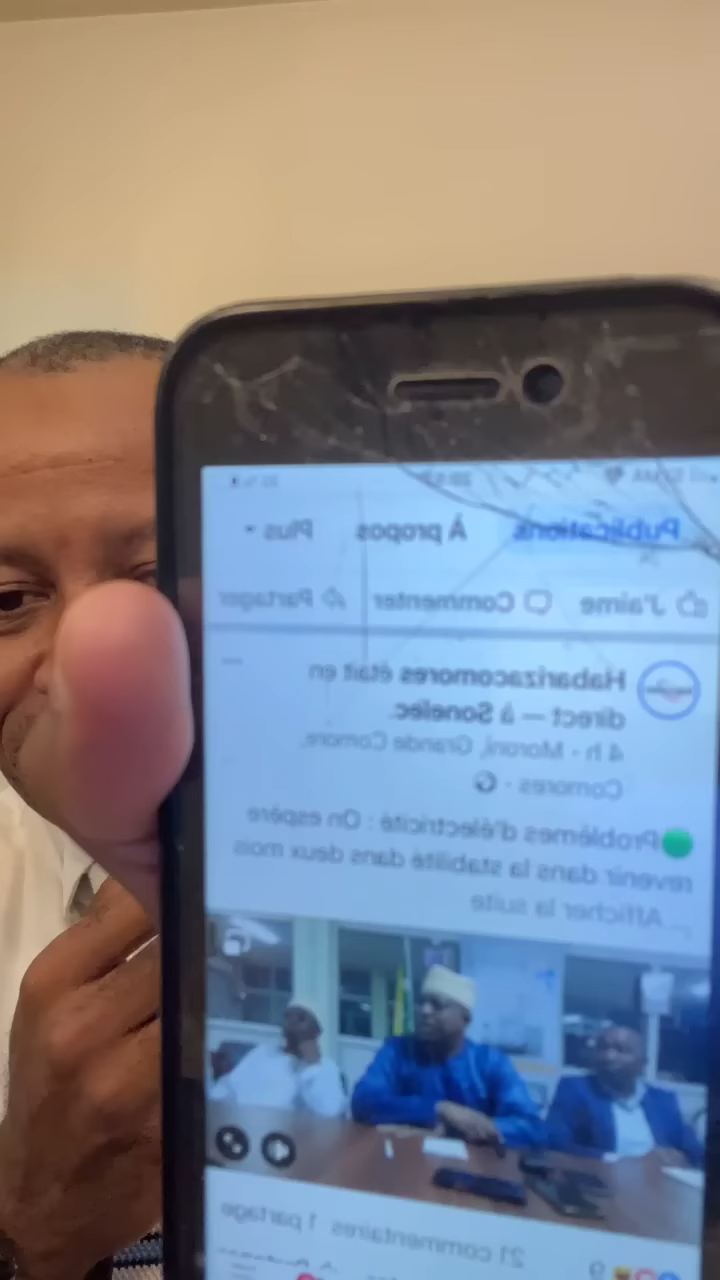 Publications À propos Plus
J'aime Commenter Partager
Habarizacomores était en
direct — à Sonelec.
4 h · Moroni, Grande Comore,
Comores ·
Problèmes d'électricité : On espère
revenir dans la stabilité dans deux mois
... Afficher la suite
9 21 commentaires 1 partage